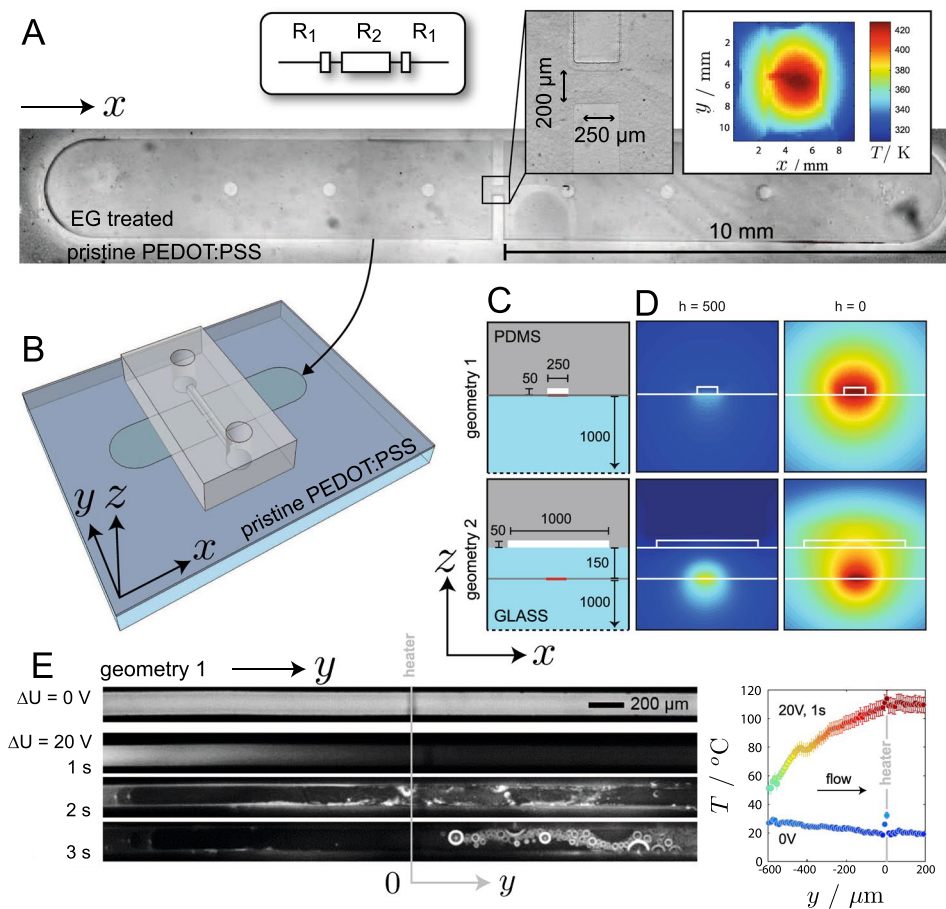 A
R1 R2 R1
x
200 µm
250 µm
y / mm
2
4
6
8
10
2 4 6 8
x / mm
420
400
380
360
340
320
T / K
EG treated
pristine PEDOT:PSS
10 mm
B
pristine PEDOT:PSS
y z
x
C
geometry 1
PDMS
250
50
1000
geometry 2
1000
50
150
1000
GLASS
z
x
D
h = 500 h = 0
E
geometry 1
y
heater
ΔU = 0 V
200 µm
ΔU = 20 V
1 s
2 s
3 s
0
y
T / °C
120
100
80
60
40
20
0
20V, 1s
flow
heater
0V
-600 -400 -200 0 200
y / µm